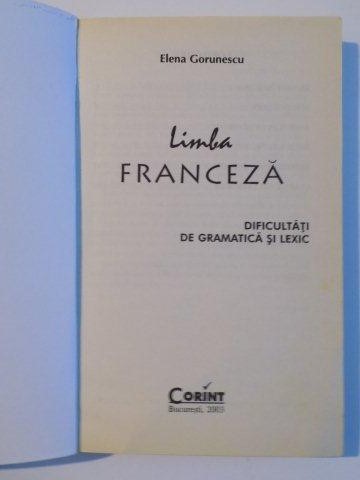 Elena Gorunescu
Limba
FRANCEZĂ
DIFICULTĂȚI
DE GRAMATICĂ ȘI LEXIC
CORINT
București, 2003